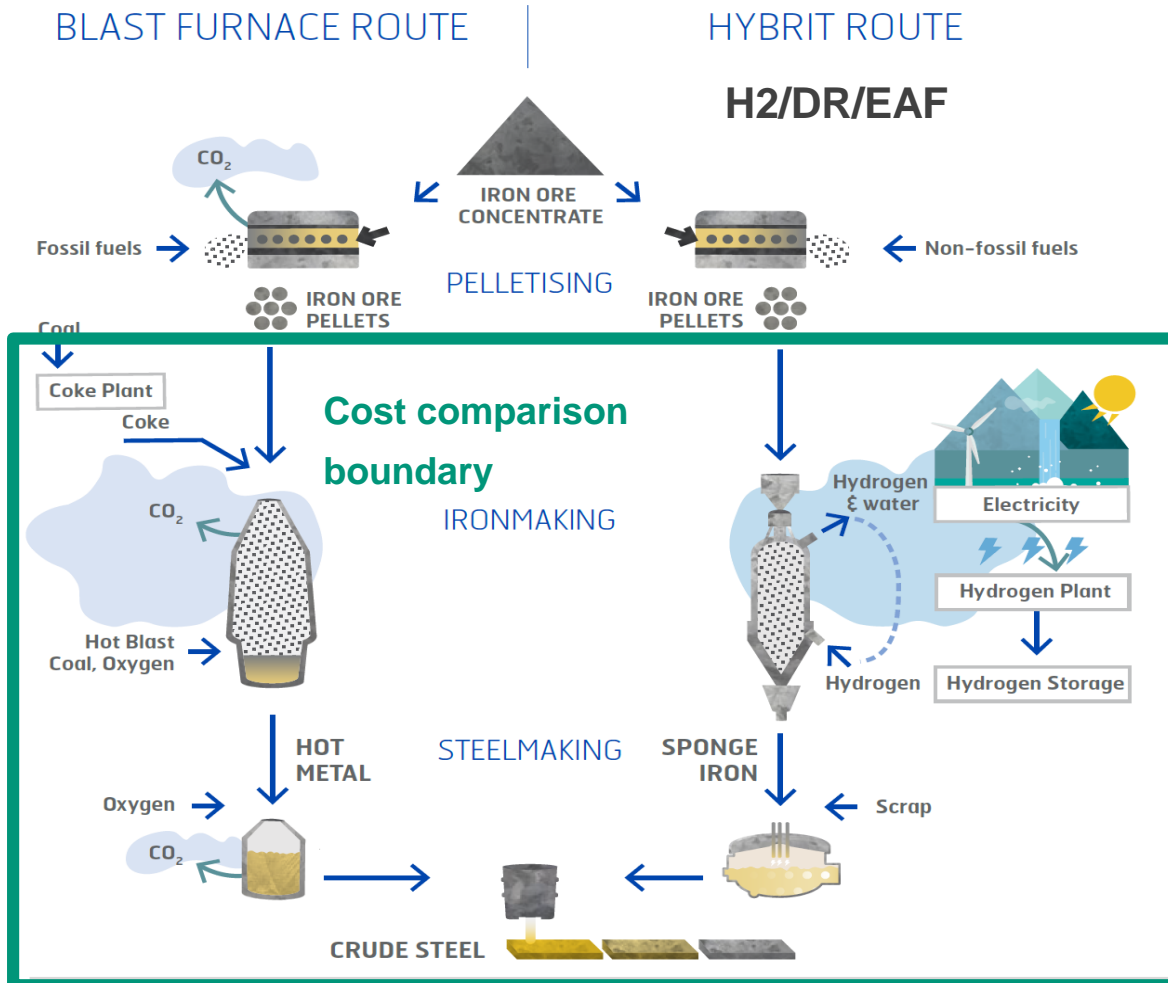 BLAST FURNACE ROUTE
HYBRIT ROUTE
H2/DR/EAF
CO2
IRON ORE
CONCENTRATE
Fossil fuels
Non-fossil fuels
PELLETISING
IRON ORE
PELLETS
IRON ORE
PELLETS
Coal
Coke Plant
Coke
Cost comparison
boundary
IRONMAKING
CO2
Hot Blast
Coal, Oxygen
Hydrogen
& water
Electricity
Hydrogen Plant
Hydrogen
Hydrogen Storage
STEELMAKING
HOT
METAL
SPONGE
IRON
Oxygen
Scrap
CO2
CRUDE STEEL